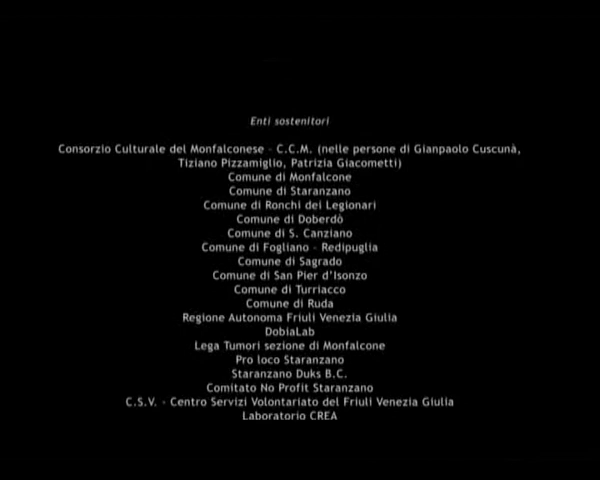 Enti sostenitori
Consorzio Culturale del Monfalconese - C.C.M. (nelle persone di Gianpaolo Cuscunà,
Tiziano Pizzamiglio, Patrizia Giacometti)
Comune di Monfalcone
Comune di Staranzano
Comune di Ronchi dei Legionari
Comune di Doberdò
Comune di S. Canziano
Comune di Fogliano - Redipuglia
Comune di Sagrado
Comune di San Pier d'Isonzo
Comune di Turriacco
Comune di Ruda
Regione Autonoma Friuli Venezia Giulia
DobiaLab
Lega Tumori sezione di Monfalcone
Pro loco Staranzano
Staranzano Duks B.C.
Comitato No Profit Staranzano
C.S.V. - Centro Servizi Volontariato del Friuli Venezia Giulia
Laboratorio CREA